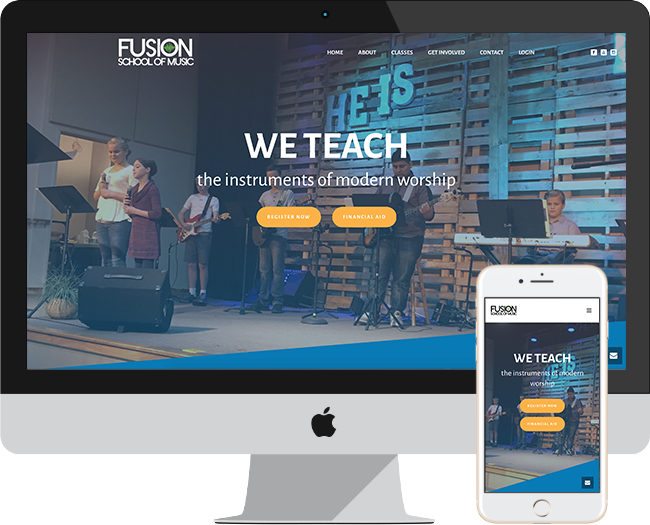 FUSION
SCHOOL OF MUSIC
HOME ABOUT CLASSES GET INVOLVED CONTACT LOGIN
HE IS
WE TEACH
the instruments of modern worship
REGISTER NOW FINANCIAL AID
FUSION
SCHOOL OF MUSIC
WE TEACH
the instruments of modern
worship
REGISTER NOW
FINANCIAL AID